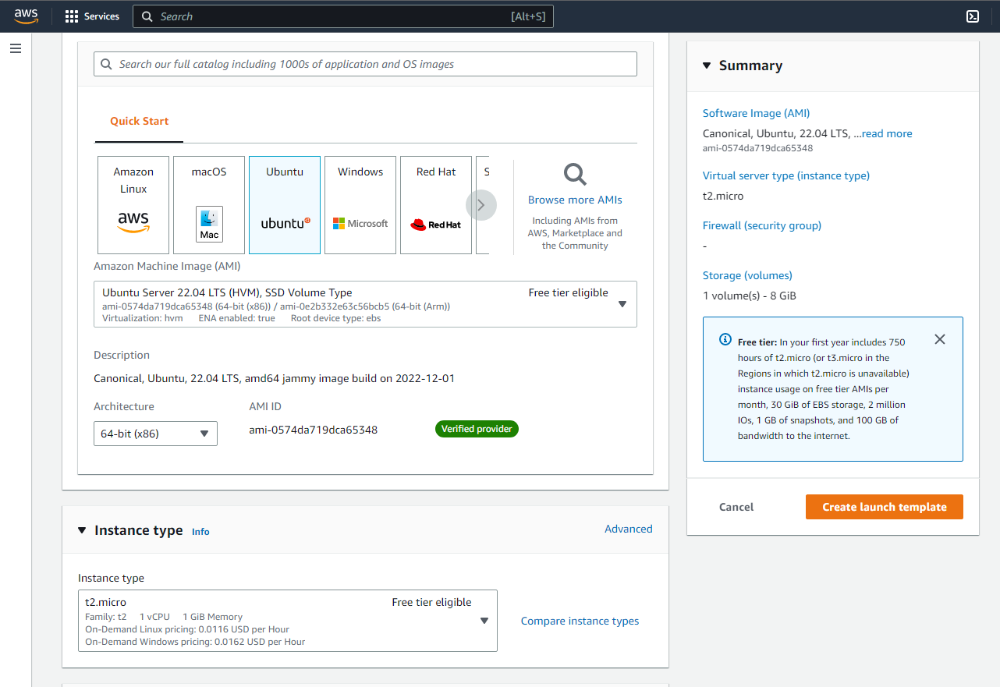 aws
Services
Search
[Alt+S]
Search our full catalog including 1000s of application and OS images
Quick Start
Amazon
Linux
aws
macOS
Mac
Ubuntu
ubuntu
Windows
Microsoft
Red Hat
Red Hat
S
Browse more AMIs
Including AMIs from
AWS, Marketplace and
the Community
Amazon Machine Image (AMI)
Ubuntu Server 22.04 LTS (HVM), SSD Volume Type
Free tier eligible
ami-0574da719dca65348 (64-bit (x86)) / ami-0e2b332e63c56bcb5 (64-bit (Arm))
Virtualization: hvm ENA enabled: true Root device type: ebs
Description
Canonical, Ubuntu, 22.04 LTS, amd64 jammy image build on 2022-12-01
Architecture
AMI ID
64-bit (x86)
ami-0574da719dca65348
Verified provider
Instance type Info
Advanced
Instance type
t2.micro
Free tier eligible
Family: t2 1 vCPU 1 GiB Memory
On-Demand Linux pricing: 0.0116 USD per Hour
On-Demand Windows pricing: 0.0162 USD per Hour
Compare instance types
Summary
Software Image (AMI)
Canonical, Ubuntu, 22.04 LTS, ...read more
ami-0574da719dca65348
Virtual server type (instance type)
t2.micro
Firewall (security group)
-
Storage (volumes)
1 volume(s) - 8 GiB
Free tier: In your first year includes 750
hours of t2.micro (or t3.micro in the
Regions in which t2.micro is unavailable)
instance usage on free tier AMIs per
month, 30 GiB of EBS storage, 2 million
IOs, 1 GB of snapshots, and 100 GB of
bandwidth to the internet.
Cancel
Create launch template